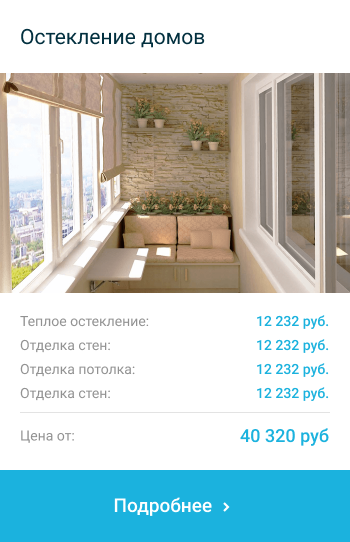 Остекление домов
Теплое остекление: 12 232 руб.
Отделка стен: 12 232 руб.
Отделка потолка: 12 232 руб.
Отделка стен: 12 232 руб.
Цена от: 40 320 руб
Подробнее ›